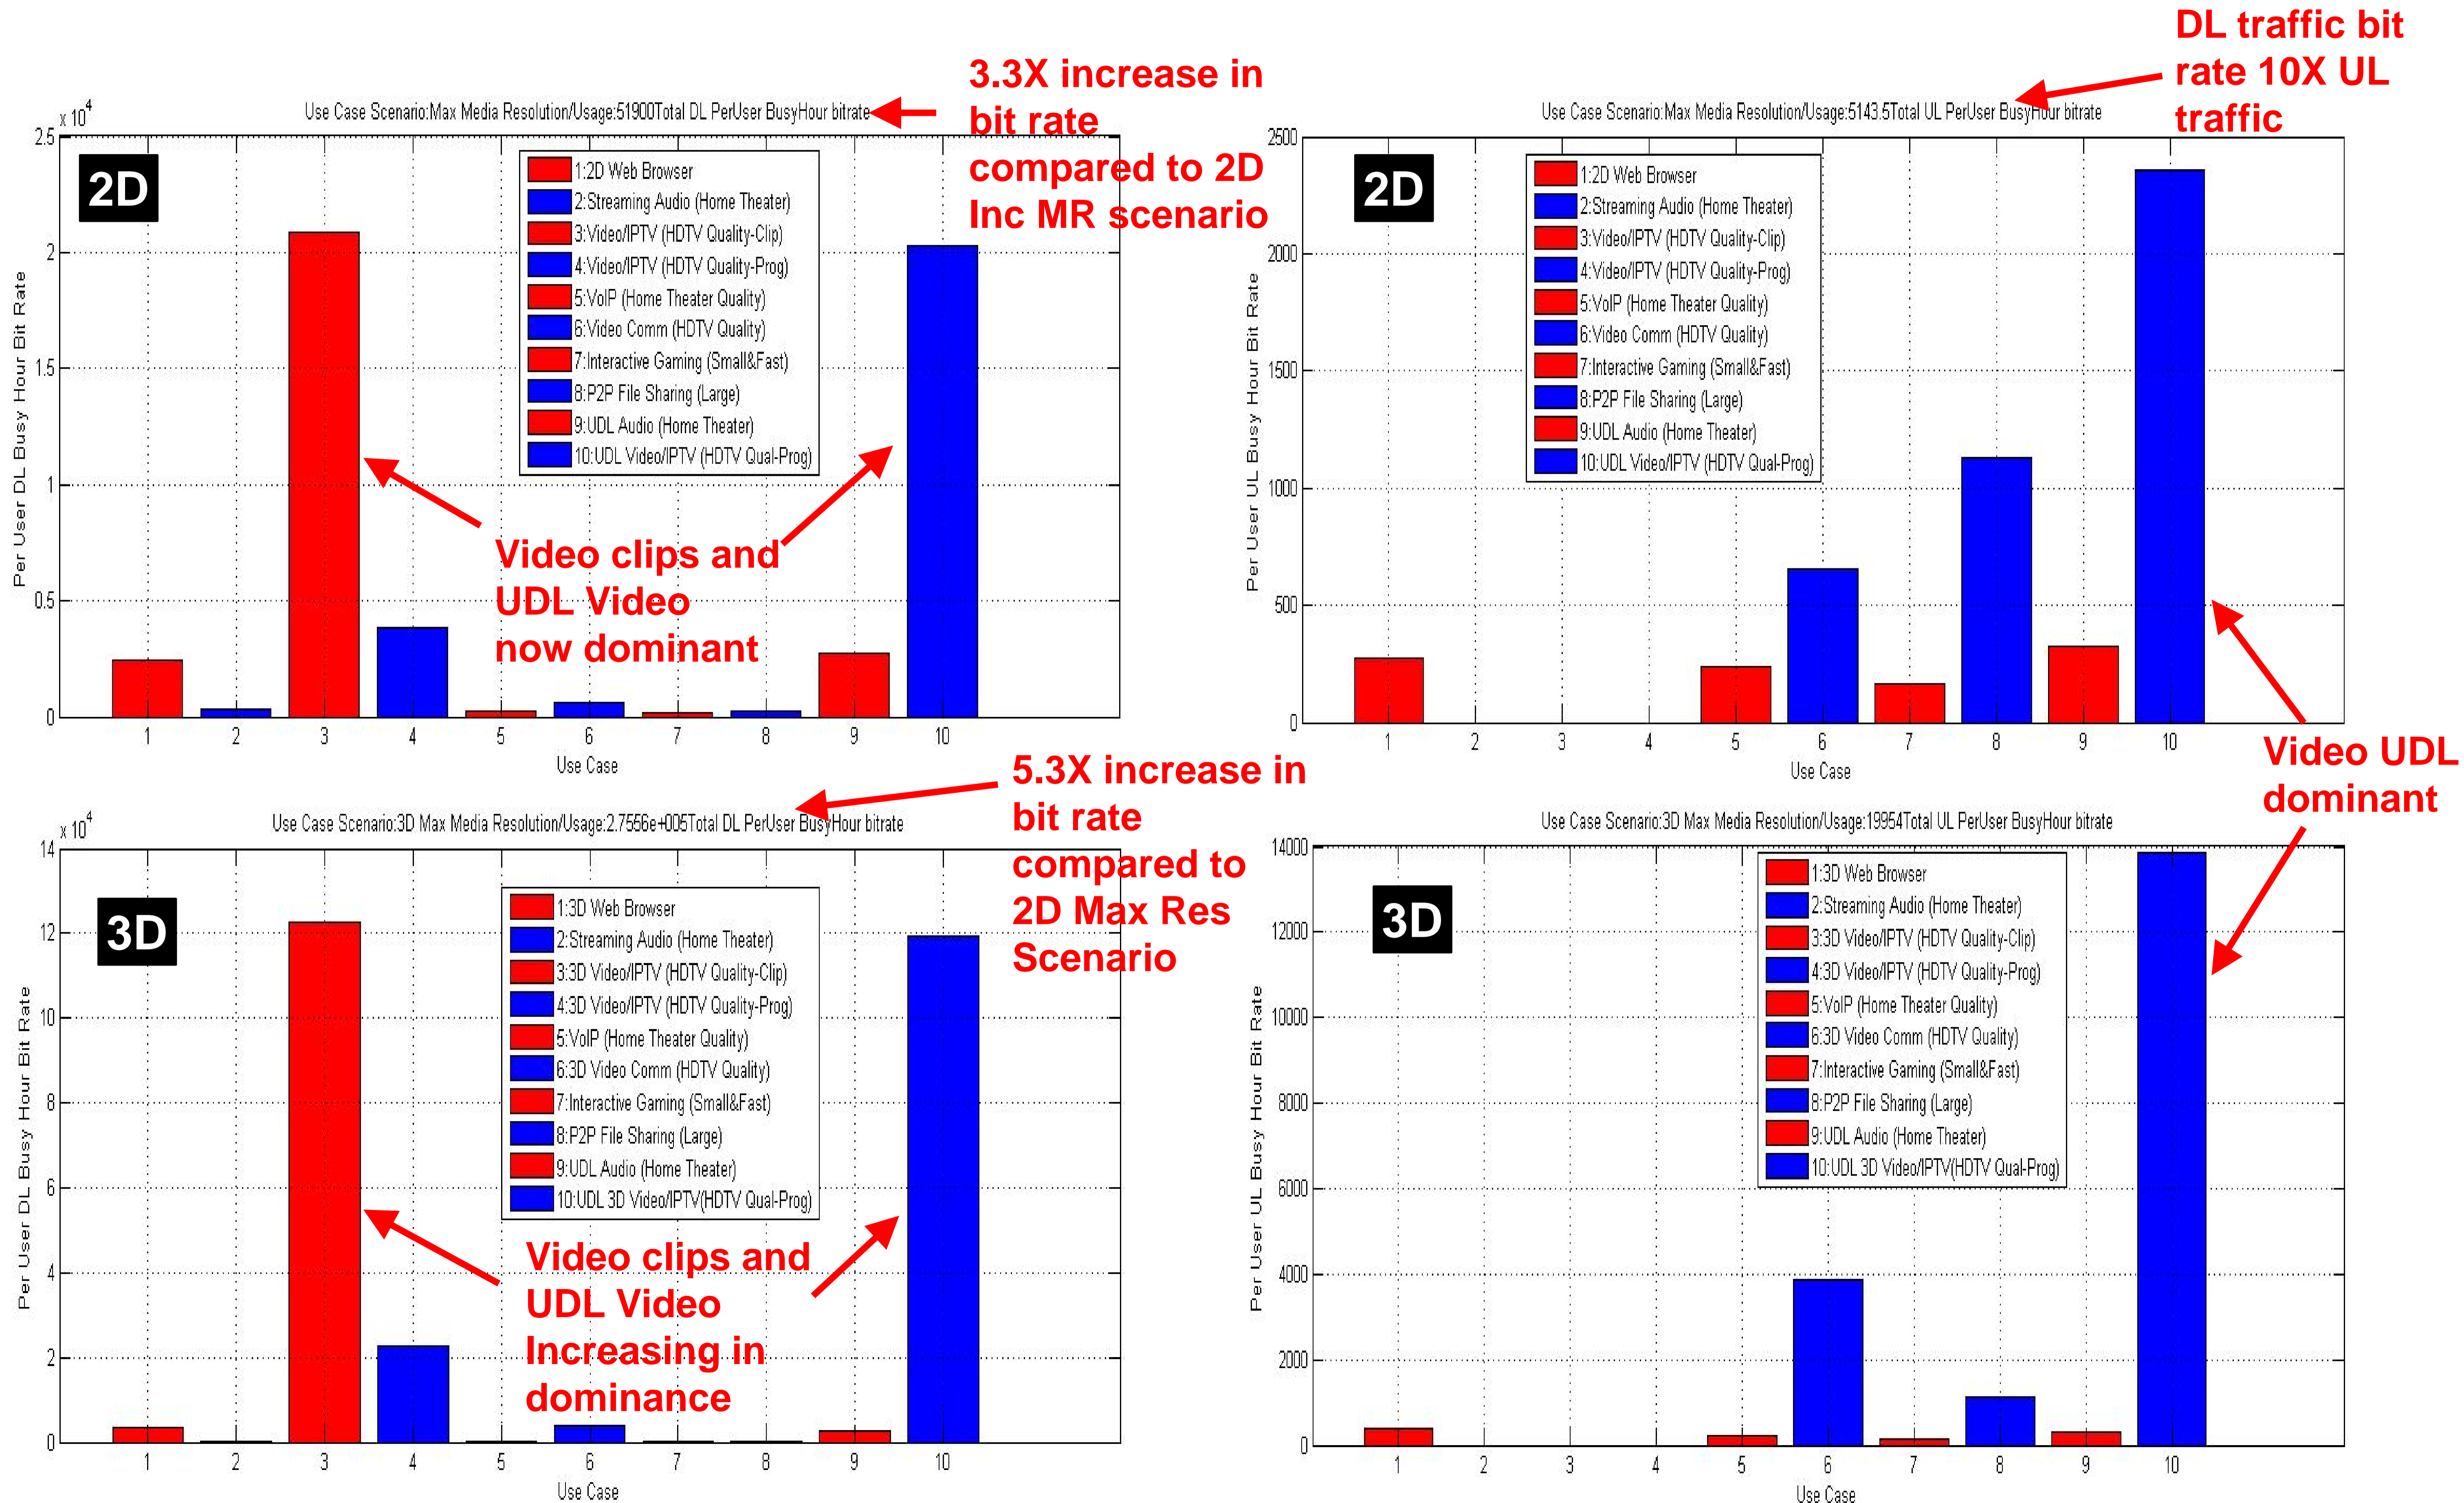 3.3X increase in
bit rate
compared to 2D
Inc MR scenario
x 10^4
Use Case Scenario:Max Media Resolution/Usage:51900Total DL PerUser BusyHour bitrate
2D
Per User DL Busy Hour Bit Rate
2.5
2
1.5
1
0.5
0
1:2D Web Browser
2:Streaming Audio (Home Theater)
3:Video/IPTV (HDTV Quality-Clip)
4:Video/IPTV (HDTV Quality-Prog)
5:VoIP (Home Theater Quality)
6:Video Comm (HDTV Quality)
7:Interactive Gaming (Small&Fast)
8:P2P File Sharing (Large)
9:UDL Audio (Home Theater)
10:UDL Video/IPTV (HDTV Qual-Prog)
Video clips and
UDL Video
now dominant
1 2 3 4 5 6 7 8 9 10
Use Case
DL traffic bit
rate 10X UL
traffic
Use Case Scenario:Max Media Resolution/Usage:5143.5Total UL PerUser BusyHour bitrate
2D
Per User UL Busy Hour Bit Rate
2500
2000
1500
1000
500
0
1:2D Web Browser
2:Streaming Audio (Home Theater)
3:Video/IPTV (HDTV Quality-Clip)
4:Video/IPTV (HDTV Quality-Prog)
5:VoIP (Home Theater Quality)
6:Video Comm (HDTV Quality)
7:Interactive Gaming (Small&Fast)
8:P2P File Sharing (Large)
9:UDL Audio (Home Theater)
10:UDL Video/IPTV (HDTV Qual-Prog)
1 2 3 4 5 6 7 8 9 10
Use Case
Video UDL
dominant
5.3X increase in
bit rate
compared to
2D Max Res
Scenario
x 10^4
Use Case Scenario:3D Max Media Resolution/Usage:2.7556e+005Total DL PerUser BusyHour bitrate
3D
Per User DL Busy Hour Bit Rate
14
12
10
8
6
4
2
0
1:3D Web Browser
2:Streaming Audio (Home Theater)
3:3D Video/IPTV (HDTV Quality-Clip)
4:3D Video/IPTV (HDTV Quality-Prog)
5:VoIP (Home Theater Quality)
6:3D Video Comm (HDTV Quality)
7:Interactive Gaming (Small&Fast)
8:P2P File Sharing (Large)
9:UDL Audio (Home Theater)
10:UDL 3D Video/IPTV(HDTV Qual-Prog)
Video clips and
UDL Video
Increasing in
dominance
1 2 3 4 5 6 7 8 9 10
Use Case
Use Case Scenario:3D Max Media Resolution/Usage:19954Total UL PerUser BusyHour bitrate
3D
Per User UL Busy Hour Bit Rate
14000
12000
10000
8000
6000
4000
2000
0
1:3D Web Browser
2:Streaming Audio (Home Theater)
3:3D Video/IPTV (HDTV Quality-Clip)
4:3D Video/IPTV (HDTV Quality-Prog)
5:VoIP (Home Theater Quality)
6:3D Video Comm (HDTV Quality)
7:Interactive Gaming (Small&Fast)
8:P2P File Sharing (Large)
9:UDL Audio (Home Theater)
10:UDL 3D Video/IPTV(HDTV Qual-Prog)
1 2 3 4 5 6 7 8 9 10
Use Case